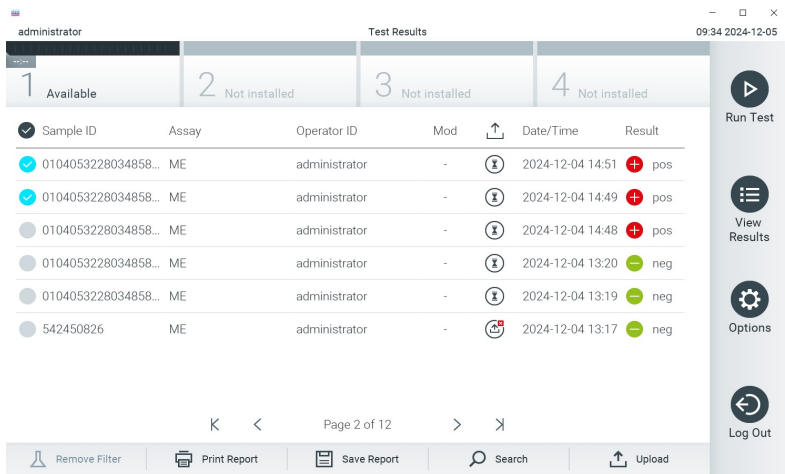 administrator Test Results 09:34 2024-12-05
--:--
1 Available 2 Not installed 3 Not installed 4 Not installed
Run Test
Sample ID Assay Operator ID Mod Date/Time Result
0104053228034858... ME administrator - 2024-12-04 14:51 pos
0104053228034858... ME administrator - 2024-12-04 14:49 pos
0104053228034858... ME administrator - 2024-12-04 14:48 pos
View
Results
0104053228034858... ME administrator - 2024-12-04 13:20 neg
0104053228034858... ME administrator - 2024-12-04 13:19 neg
542450826 ME administrator - 2024-12-04 13:17 neg
Options
Page 2 of 12
Log Out
Remove Filter Print Report Save Report Search Upload